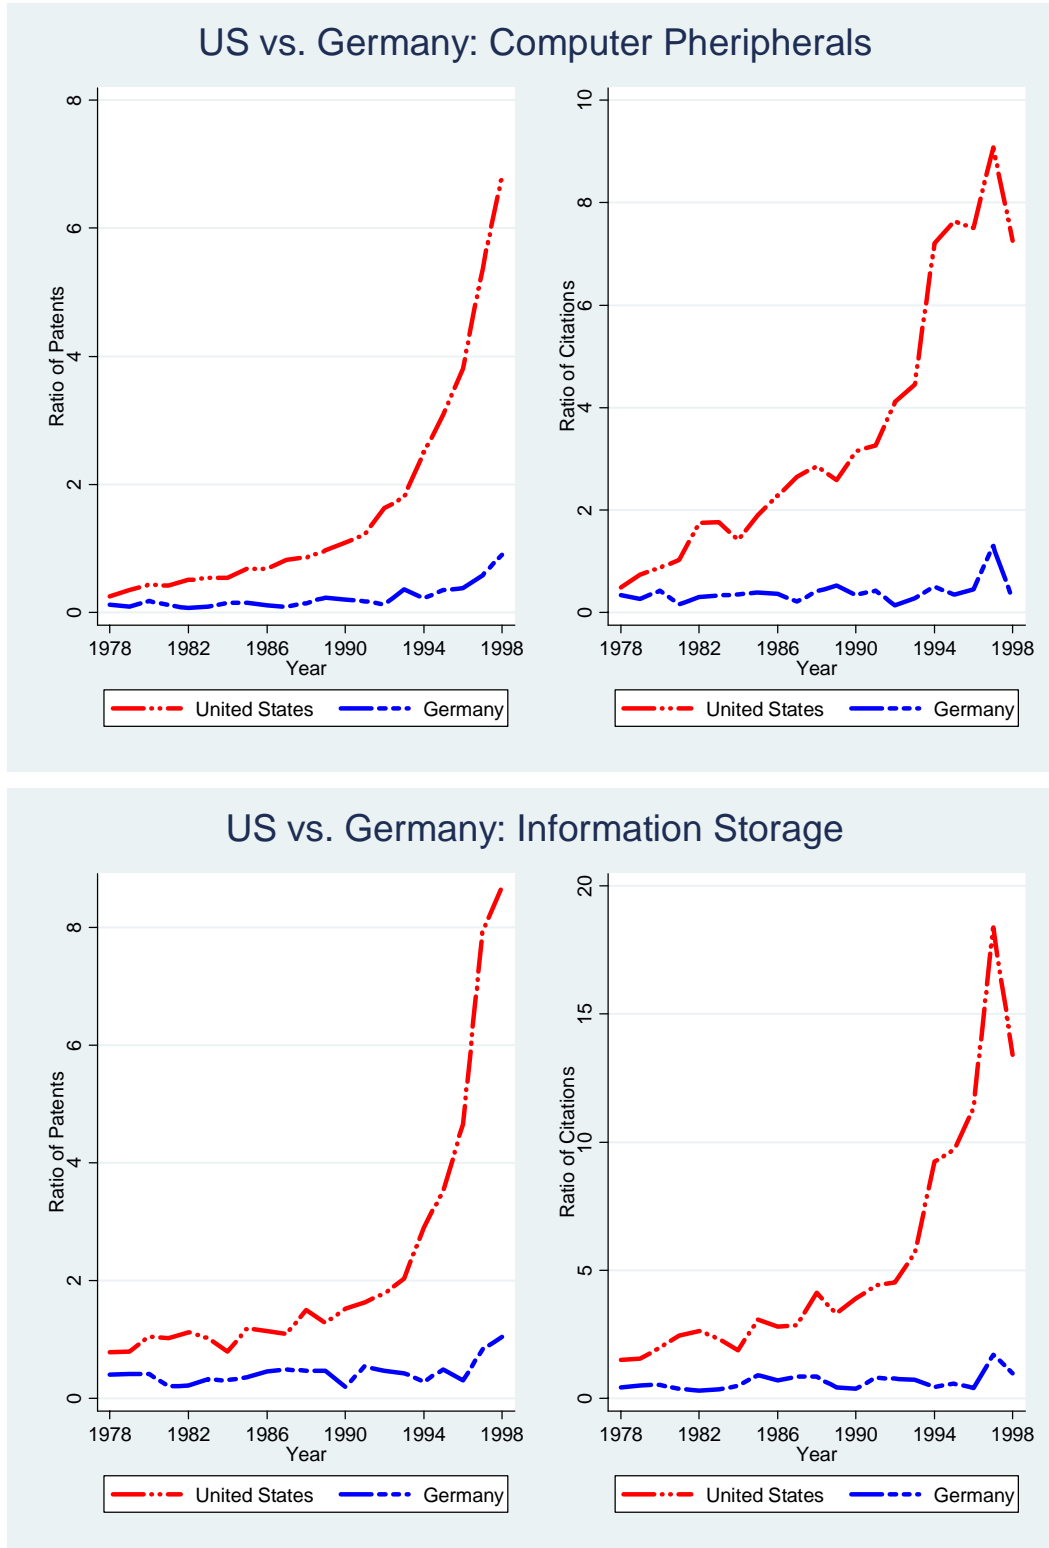 US vs. Germany: Computer Pheripherals
Ratio of Patents
0 2 4 6 8
1978 1982 1986 1990 1994 1998
Year
United States Germany
Ratio of Citations
0 2 4 6 8 10
1978 1982 1986 1990 1994 1998
Year
United States Germany
US vs. Germany: Information Storage
Ratio of Patents
0 2 4 6 8
1978 1982 1986 1990 1994 1998
Year
United States Germany
Ratio of Citations
0 5 10 15 20
1978 1982 1986 1990 1994 1998
Year
United States Germany